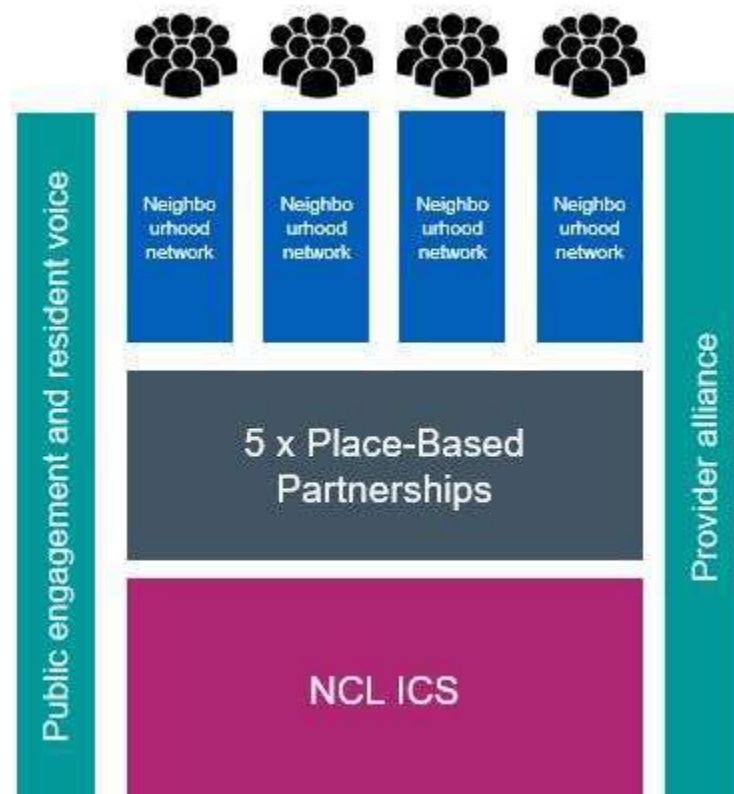 Public engagement and resident voice
Neighbo
urhood
network
Neighbo
urhood
network
Neighbo
urhood
network
Neighbo
urhood
network
5 x Place-Based
Partnerships
NCL ICS
Provider alliance